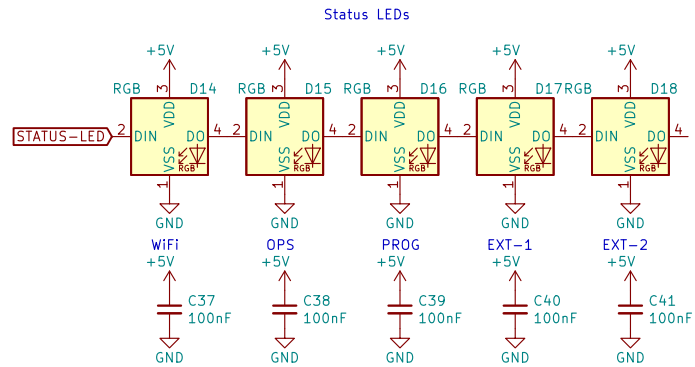 Status LEDs
+5V +5V +5V +5V +5V
RGB D14 RGB D15 RGB D16 RGB D17 RGB D18
3 3 3 3 3
VDD VDD VDD VDD VDD
STATUS-LED 2 DIN DO 4 2 DIN DO 4 2 DIN DO 4 2 DIN DO 4 2 DIN DO 4
VSS RGB VSS RGB VSS RGB VSS RGB VSS RGB
1 1 1 1 1
GND GND GND GND GND
WiFi OPS PROG EXT-1 EXT-2
+5V +5V +5V +5V +5V
C37 C38 C39 C40 C41
100nF 100nF 100nF 100nF 100nF
GND GND GND GND GND